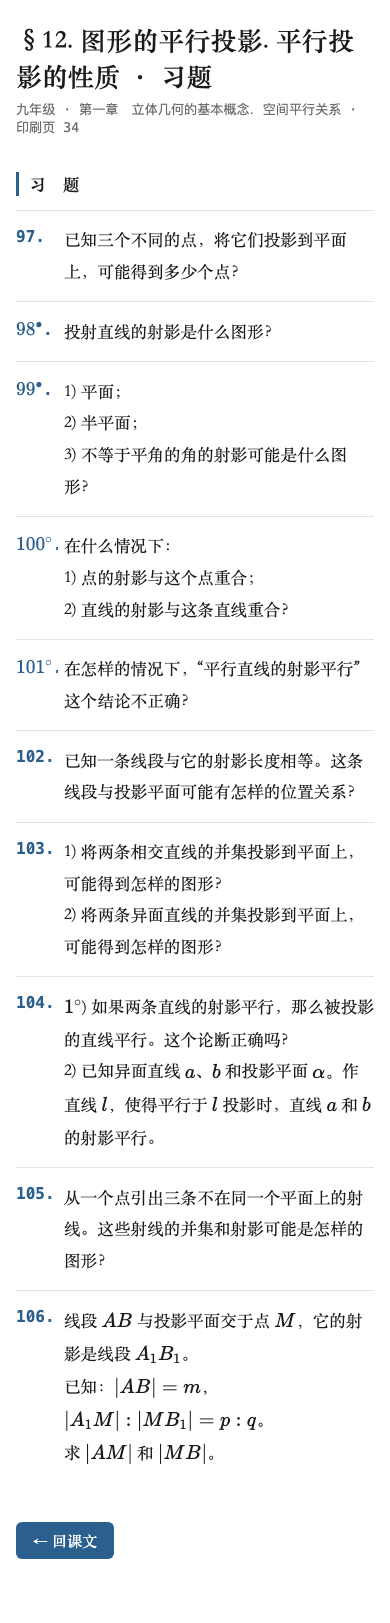 § 12. 图形的平行投影. 平行投
影的性质 · 习题
九年级 · 第一章 立体几何的基本概念. 空间平行关系 ·
印刷页 34
习 题
97. 已知三个不同的点，将它们投影到平面
上，可能得到多少个点?
98•. 投射直线的射影是什么图形?
99•. 1) 平面；
2) 半平面；
3) 不等于平角的角的射影可能是什么图
形?
100°. 在什么情况下：
1) 点的射影与这个点重合；
2) 直线的射影与这条直线重合?
101°. 在怎样的情况下，“平行直线的射影平行”
这个结论不正确?
102. 已知一条线段与它的射影长度相等。这条
线段与投影平面可能有怎样的位置关系?
103. 1) 将两条相交直线的并集投影到平面上，
可能得到怎样的图形?
2) 将两条异面直线的并集投影到平面上，
可能得到怎样的图形?
104. 1°) 如果两条直线的射影平行，那么被投影
的直线平行。这个论断正确吗?
2) 已知异面直线 a、b 和投影平面 α。作
直线 l，使得平行于 l 投影时，直线 a 和 b
的射影平行。
105. 从一个点引出三条不在同一个平面上的射
线。这些射线的并集和射影可能是怎样的
图形?
106. 线段 AB 与投影平面交于点 M，它的射
影是线段 A₁B₁。
已知：|AB| = m,
|A₁M| : |MB₁| = p : q。
求 |AM| 和 |MB|。
← 回课文